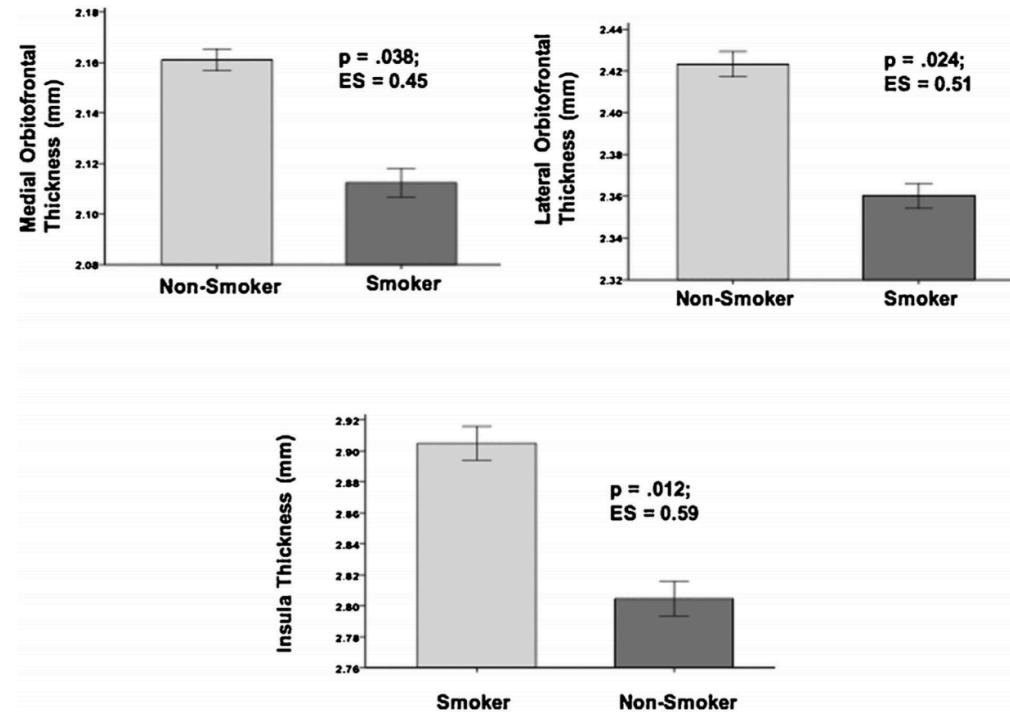 Medial Orbitofrontal
Thickness (mm)
2.18
2.16
2.14
2.12
2.10
2.08
p = .038;
ES = 0.45
Non-Smoker
Smoker
Lateral Orbitofrontal
Thickness (mm)
2.44
2.42
2.40
2.38
2.36
2.34
2.32
p = .024;
ES = 0.51
Non-Smoker
Smoker
Insula Thickness (mm)
2.92
2.90
2.88
2.86
2.84
2.82
2.80
2.78
2.76
p = .012;
ES = 0.59
Smoker
Non-Smoker